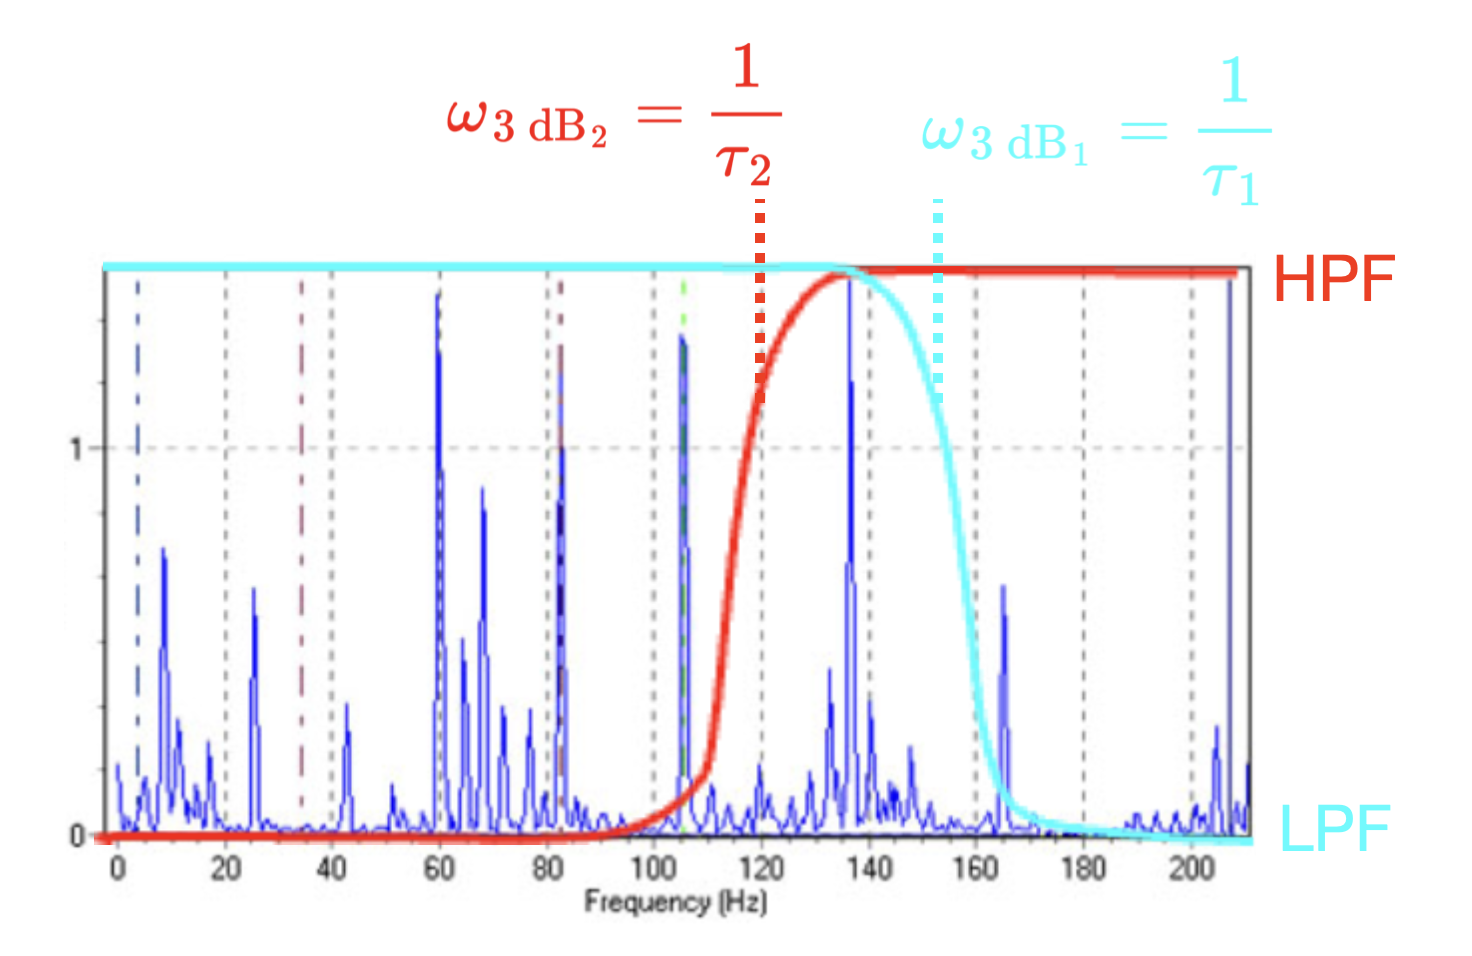 ω₃ dB₂ = 1/τ₂
ω₃ dB₁ = 1/τ₁
HPF
1
0
LPF
0 20 40 60 80 100 120 140 160 180 200
Frequency (Hz)